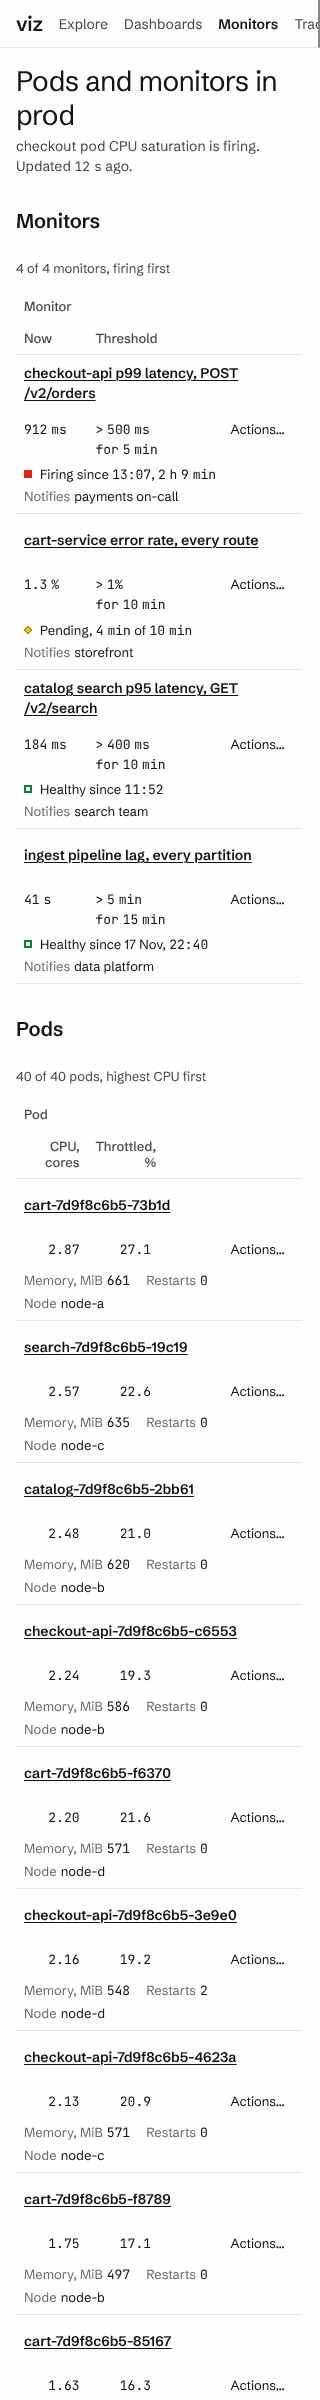 viz Explore Dashboards Monitors
Pods and monitors in
prod
checkout pod CPU saturation is firing.
Updated 12 s ago.
Monitors
4 of 4 monitors, firing first
Monitor
Now Threshold
checkout-api p99 latency, POST
/v2/orders
912 ms > 500 ms Actions...
for 5 min
Firing since 13:07, 2 h 9 min
Notifies payments on-call
cart-service error rate, every route
1.3 % > 1% Actions...
for 10 min
Pending, 4 min of 10 min
Notifies storefront
catalog search p95 latency, GET
/v2/search
184 ms > 400 ms Actions...
for 10 min
Healthy since 11:52
Notifies search team
ingest pipeline lag, every partition
41 s > 5 min Actions...
for 15 min
Healthy since 17 Nov, 22:40
Notifies data platform
Pods
40 of 40 pods, highest CPU first
Pod
CPU, Throttled,
cores %
cart-7d9f8c6b5-73b1d
2.87 27.1 Actions...
Memory, MiB 661 Restarts 0
Node node-a
search-7d9f8c6b5-19c19
2.57 22.6 Actions...
Memory, MiB 635 Restarts 0
Node node-c
catalog-7d9f8c6b5-2bb61
2.48 21.0 Actions...
Memory, MiB 620 Restarts 0
Node node-b
checkout-api-7d9f8c6b5-c6553
2.24 19.3 Actions...
Memory, MiB 586 Restarts 0
Node node-b
cart-7d9f8c6b5-f6370
2.20 21.6 Actions...
Memory, MiB 571 Restarts 0
Node node-d
checkout-api-7d9f8c6b5-3e9e0
2.16 19.2 Actions...
Memory, MiB 548 Restarts 2
Node node-d
checkout-api-7d9f8c6b5-4623a
2.13 20.9 Actions...
Memory, MiB 571 Restarts 0
Node node-c
cart-7d9f8c6b5-f8789
1.75 17.1 Actions...
Memory, MiB 497 Restarts 0
Node node-b
cart-7d9f8c6b5-85167
1.63 16.3 Actions...